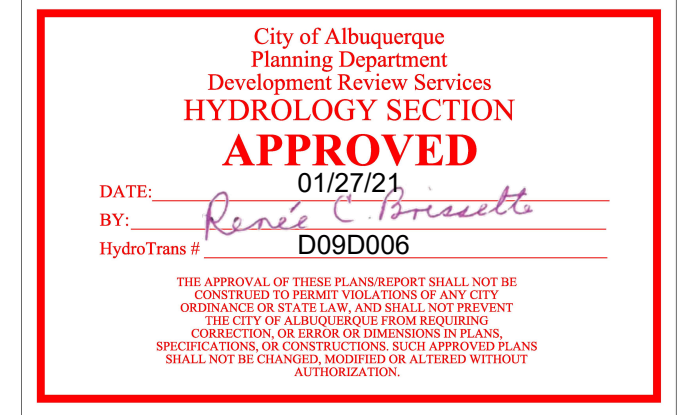 City of Albuquerque
Planning Department
Development Review Services
HYDROLOGY SECTION
APPROVED
DATE: 01/27/21
BY: Renée C. Brissette
HydroTrans # D09D006
THE APPROVAL OF THESE PLANS/REPORT SHALL NOT BE
CONSTRUED TO PERMIT VIOLATIONS OF ANY CITY
ORDINANCE OR STATE LAW, AND SHALL NOT PREVENT
THE CITY OF ALBUQUERQUE FROM REQUIRING
CORRECTION, OR ERROR OR DIMENSIONS IN PLANS,
SPECIFICATIONS, OR CONSTRUCTIONS. SUCH APPROVED PLANS
SHALL NOT BE CHANGED, MODIFIED OR ALTERED WITHOUT
AUTHORIZATION.